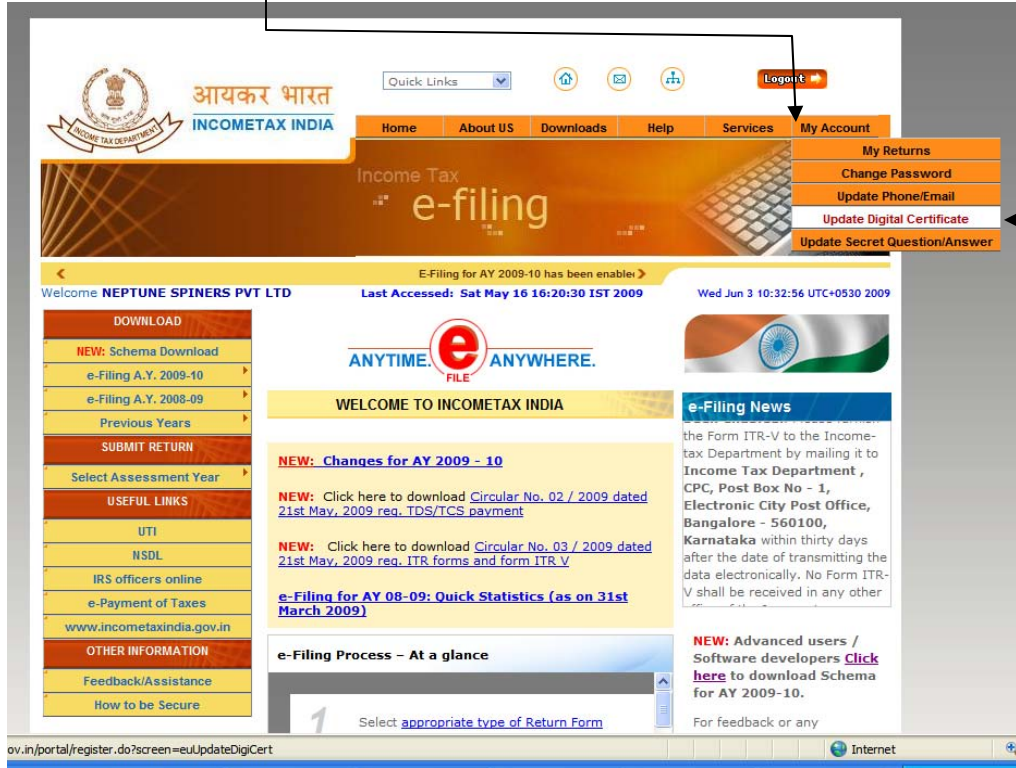 Quick Links
Logout
आयकर भारत
INCOMETAX INDIA
INCOME TAX DEPARTMENT
Home About US Downloads Help Services My Account
My Returns
Change Password
Update Phone/Email
Update Digital Certificate
Update Secret Question/Answer
Income Tax
e-filing
E-Filing for AY 2009-10 has been enabled
Welcome NEPTUNE SPINERS PVT LTD
Last Accessed: Sat May 16 16:20:30 IST 2009
Wed Jun 3 10:32:56 UTC+0530 2009
DOWNLOAD
NEW: Schema Download
e-Filing A.Y. 2009-10
e-Filing A.Y. 2008-09
Previous Years
SUBMIT RETURN
Select Assessment Year
USEFUL LINKS
UTI
NSDL
IRS officers online
e-Payment of Taxes
www.incometaxindia.gov.in
OTHER INFORMATION
Feedback/Assistance
How to be Secure
ANYTIME. e ANYWHERE.
FILE
WELCOME TO INCOMETAX INDIA
NEW: Changes for AY 2009 - 10
NEW: Click here to download Circular No. 02 / 2009 dated
21st May, 2009 reg. TDS/TCS payment
NEW: Click here to download Circular No. 03 / 2009 dated
21st May, 2009 reg. ITR forms and form ITR V
e-Filing for AY 08-09: Quick Statistics (as on 31st
March 2009)
e-Filing Process – At a glance
1 Select appropriate type of Return Form
e-Filing News
the Form ITR-V to the Income-
tax Department by mailing it to
Income Tax Department ,
CPC, Post Box
No - 1,
Electronic City
Post Office,
Bangalore - 560100,
Karnataka within thirty days
after the date of transmitting the
data electronically. No Form ITR-
V shall be received in any other
NEW: Advanced users /
Software developers Click
here to download Schema
for AY 2009-10.
For feedback or any
ov.in/portal/register.do?screen=euUpdateDigiCert
Internet